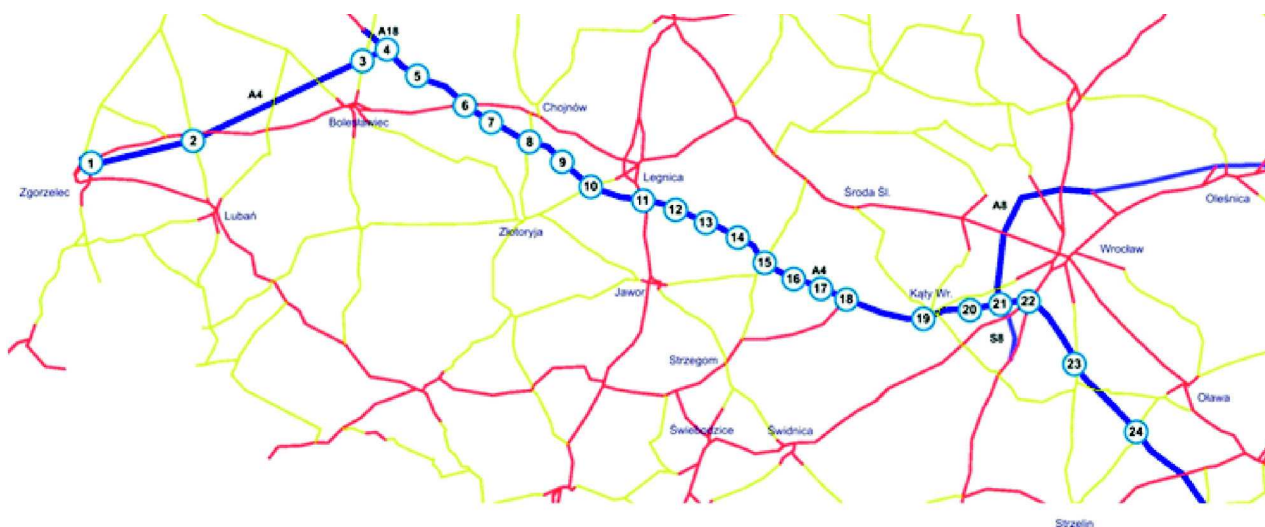 A18
4
3
5
A4
6
Chojnów
7
Bolesławiec
2
8
1
9
Legnica
10
Zgorzelec
Środa Śl.
Oleśnica
11
A8
12
Lubań
13
Złotoryja
14
Wrocław
15
A4
16
Jawor
17
Kąty Wr.
18
21
22
20
19
S8
Strzegom
23
Oława
Świebodzice
Świdnica
24
Strzelin